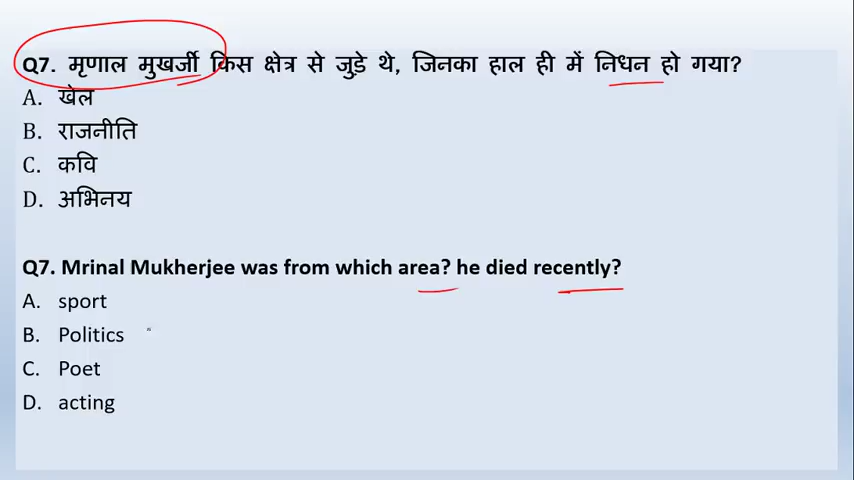 Q7. मृणाल मुखर्जी किस क्षेत्र से जुड़े थे, जिनका हाल ही में निधन हो गया?
A. खेल
B. राजनीति
C. कवि
D. अभिनय
Q7. Mrinal Mukherjee was from which area? he died recently?
A. sport
B. Politics
C. Poet
D. acting